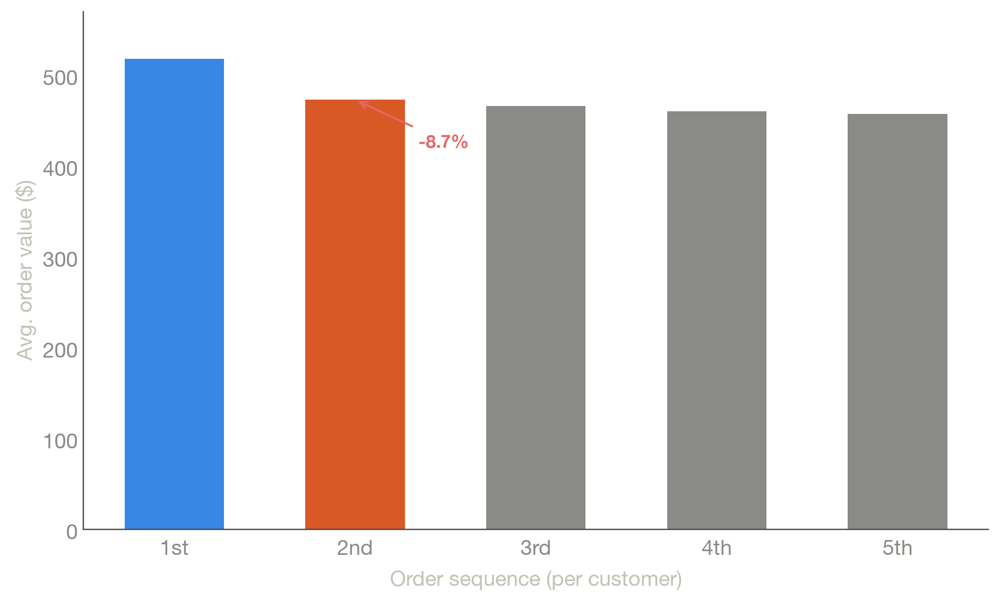 500
400
300
200
100
0
Avg. order value ($)
-8.7%
1st 2nd 3rd 4th 5th
Order sequence (per customer)